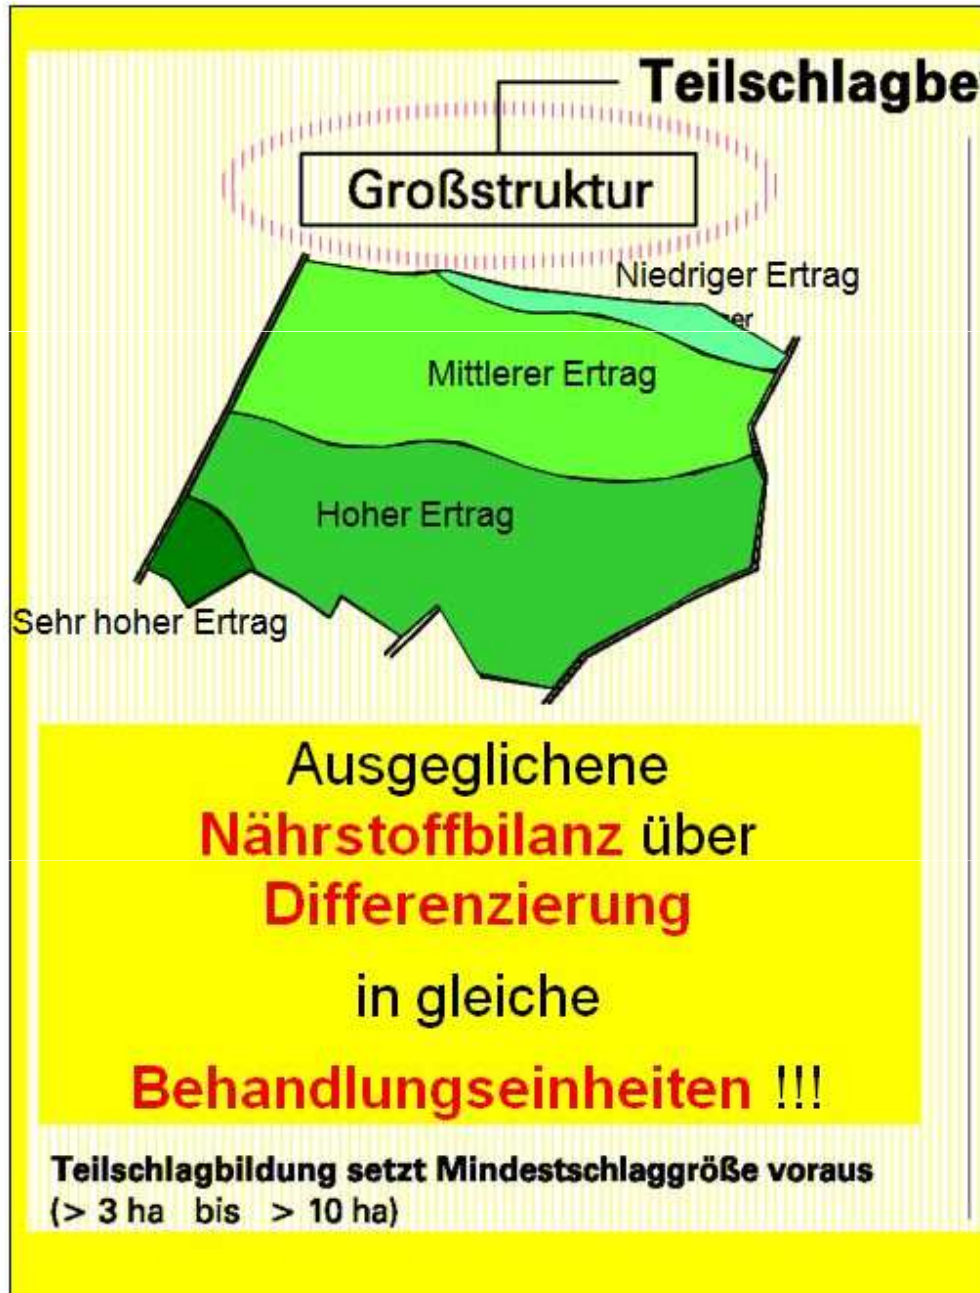 Teilschlagbe
Großstruktur
Niedriger Ertrag
Mittlerer Ertrag
Hoher Ertrag
Sehr hoher Ertrag
Ausgeglichene
Nährstoffbilanz über
Differenzierung
in gleiche
Behandlungseinheiten !!!
Teilschlagbildung setzt Mindestschlaggröße voraus
(> 3 ha bis > 10 ha)